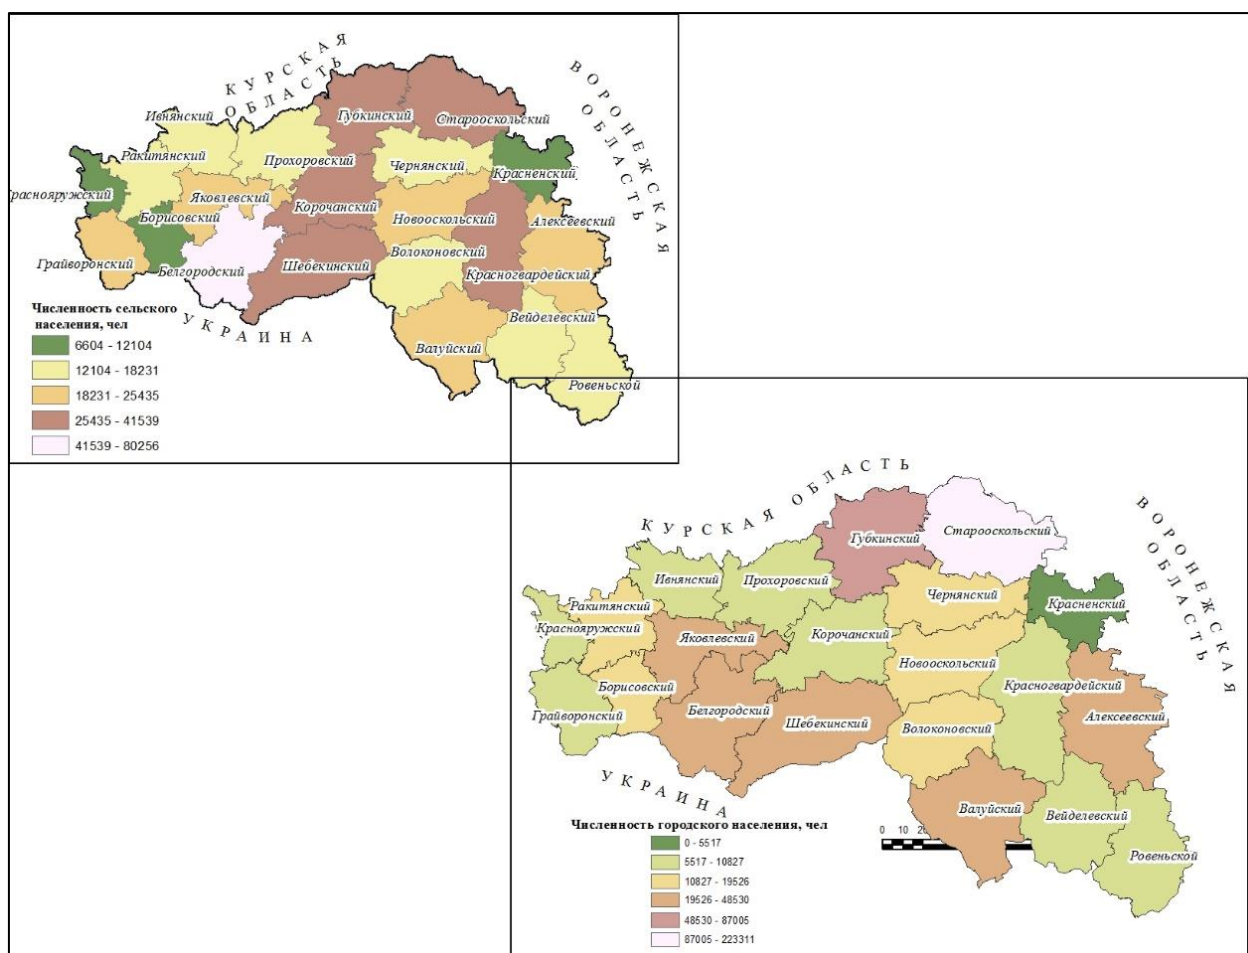 КУРСКАЯ
ОБЛАСТЬ
ВОРОНЕЖСКАЯ
ОБЛАСТЬ
Ивнянский
Губкинский
Старооскольский
Ракитянский
Прохоровский
Чернянский
Красненский
Краснояружский
Яковлевский
Борисовский
Корочанский
Новооскольский
Алексеевский
Грайворонский
Белгородский
Шебекинский
Волоконовский
Красногвардейский
УКРАИНА
Вейделевский
Валуйский
Ровеньской
Численность сельского
населения, чел
6604 - 12104
12104 - 18231
18231 - 25435
25435 - 41539
41539 - 80256
КУРСКАЯ ОБЛАСТЬ
ВОРОНЕЖСКАЯ
ОБЛАСТЬ
Губкинский
Старооскольский
Ивнянский
Прохоровский
Чернянский
Красненский
Ракитянский
Краснояружский
Яковлевский
Корочанский
Новооскольский
Борисовский
Красногвардейский
Грайворонский
Белгородский
Шебекинский
Волоконовский
Алексеевский
УКРАИНА
Валуйский
Вейделевский
Ровеньской
Численность городского населения, чел
0 10
0 - 5517
5517 - 10827
10827 - 19526
19526 - 48530
48530 - 87005
87005 - 223311